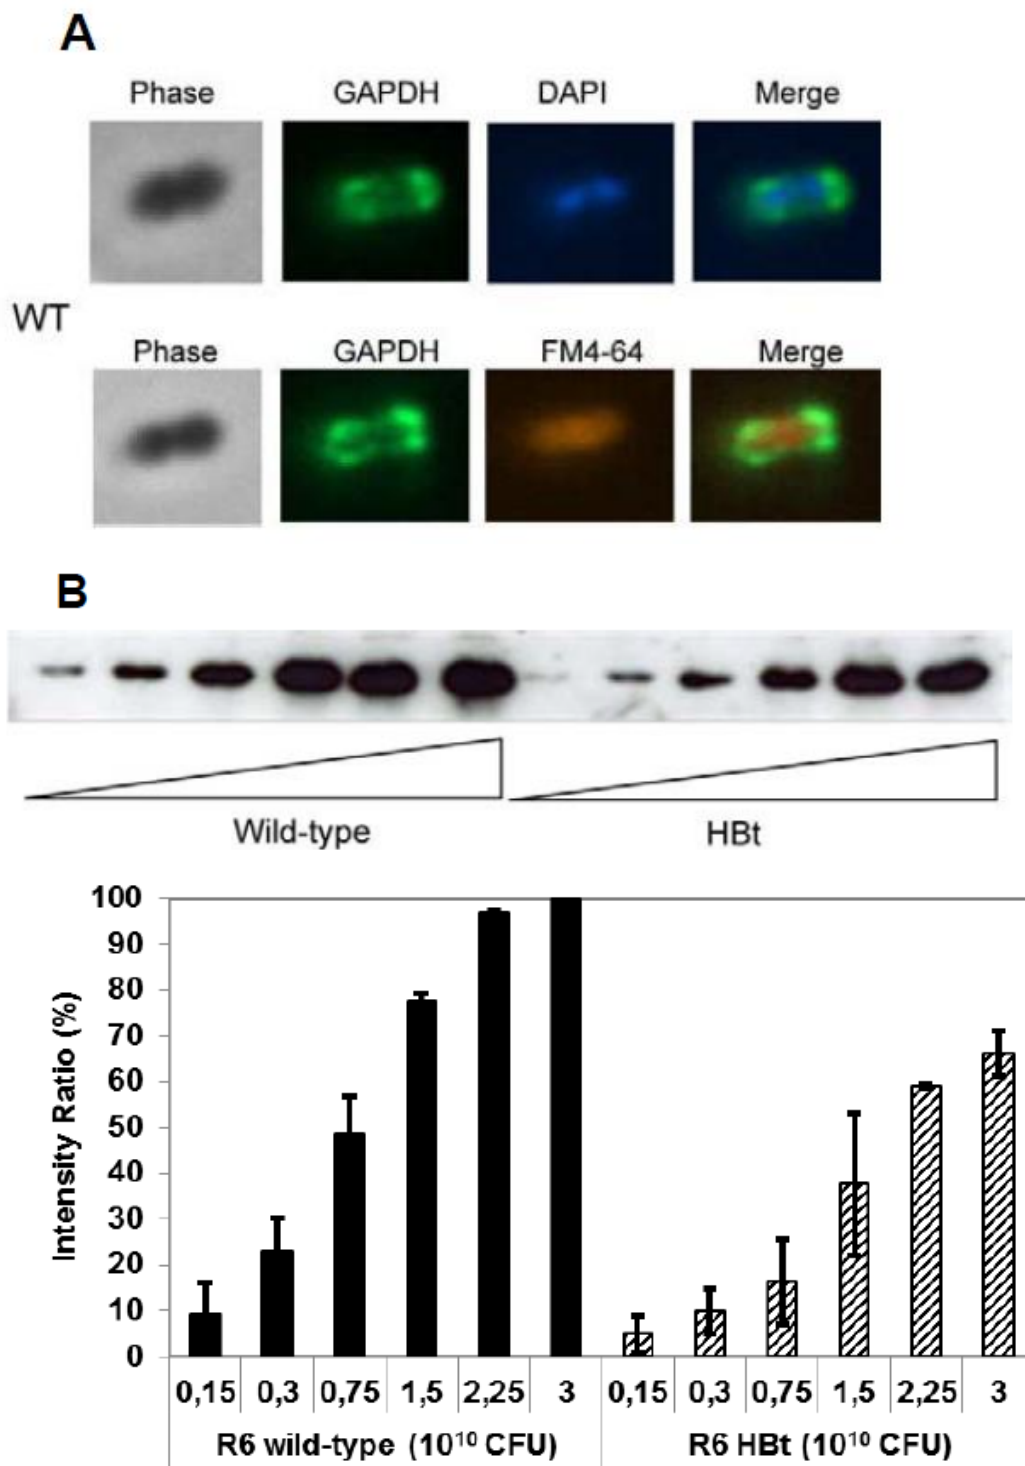 A
Phase GAPDH DAPI Merge
WT
Phase GAPDH FM4-64 Merge
B
Wild-type HBt
Intensity Ratio (%)
100
90
80
70
60
50
40
30
20
10
0
0,15 0,3 0,75 1,5 2,25 3 0,15 0,3 0,75 1,5 2,25 3
R6 wild-type (10¹⁰ CFU) R6 HBt (10¹⁰ CFU)